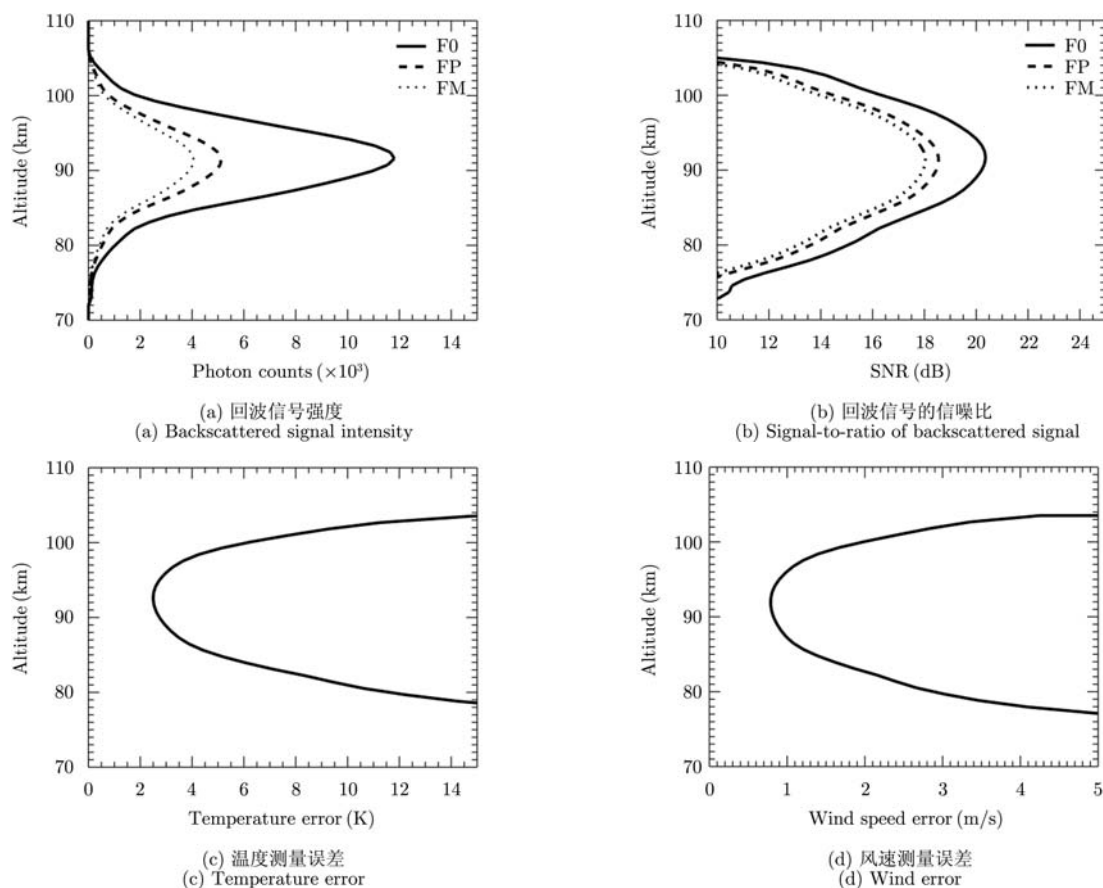 110
100
90
80
70
Altitude (km)
F0
FP
FM
0 2 4 6 8 10 12 14
Photon counts (×10³)
(a) 回波信号强度
(a) Backscattered signal intensity
110
100
90
80
70
Altitude (km)
F0
FP
FM
10 12 14 16 18 20 22 24
SNR (dB)
(b) 回波信号的信噪比
(b) Signal-to-ratio of backscattered signal
110
100
90
80
70
Altitude (km)
0 2 4 6 8 10 12 14
Temperature error (K)
(c) 温度测量误差
(c) Temperature error
110
100
90
80
70
Altitude (km)
0 1 2 3 4 5
Wind speed error (m/s)
(d) 风速测量误差
(d) Wind error